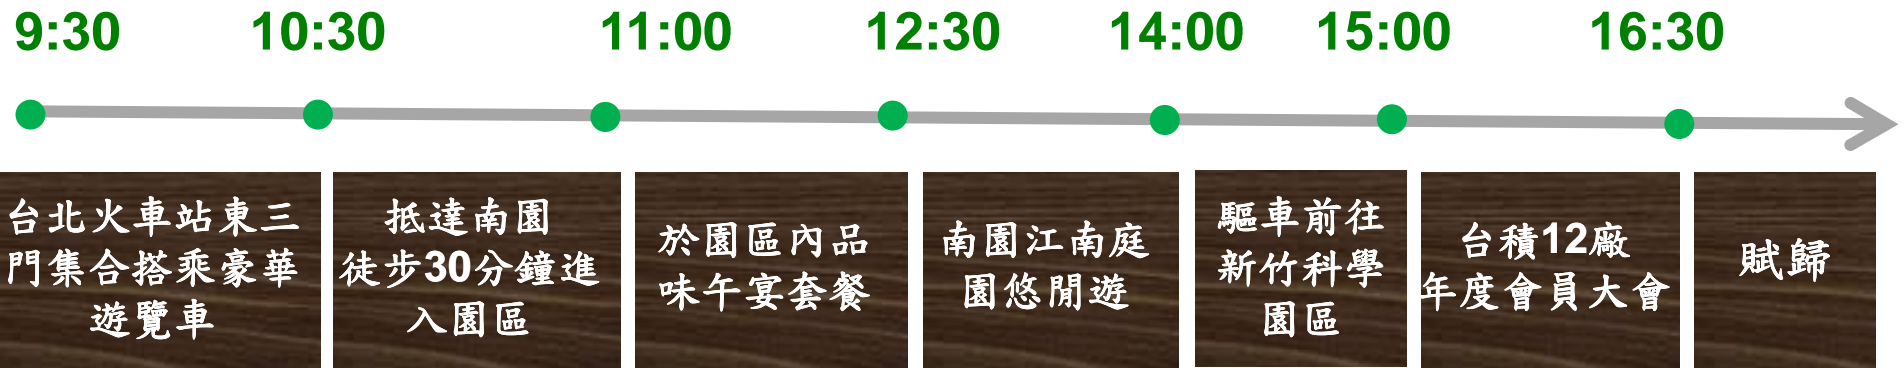 9:30 10:30 11:00 12:30 14:00 15:00 16:30
台北火車站東三
門集合搭乘豪華
遊覽車
抵達南園
徒步30分鐘進
入園區
於園區內品
味午宴套餐
南園江南庭
園悠閒遊
驅車前往
新竹科學
園區
台積12廠
年度會員大會
賦歸